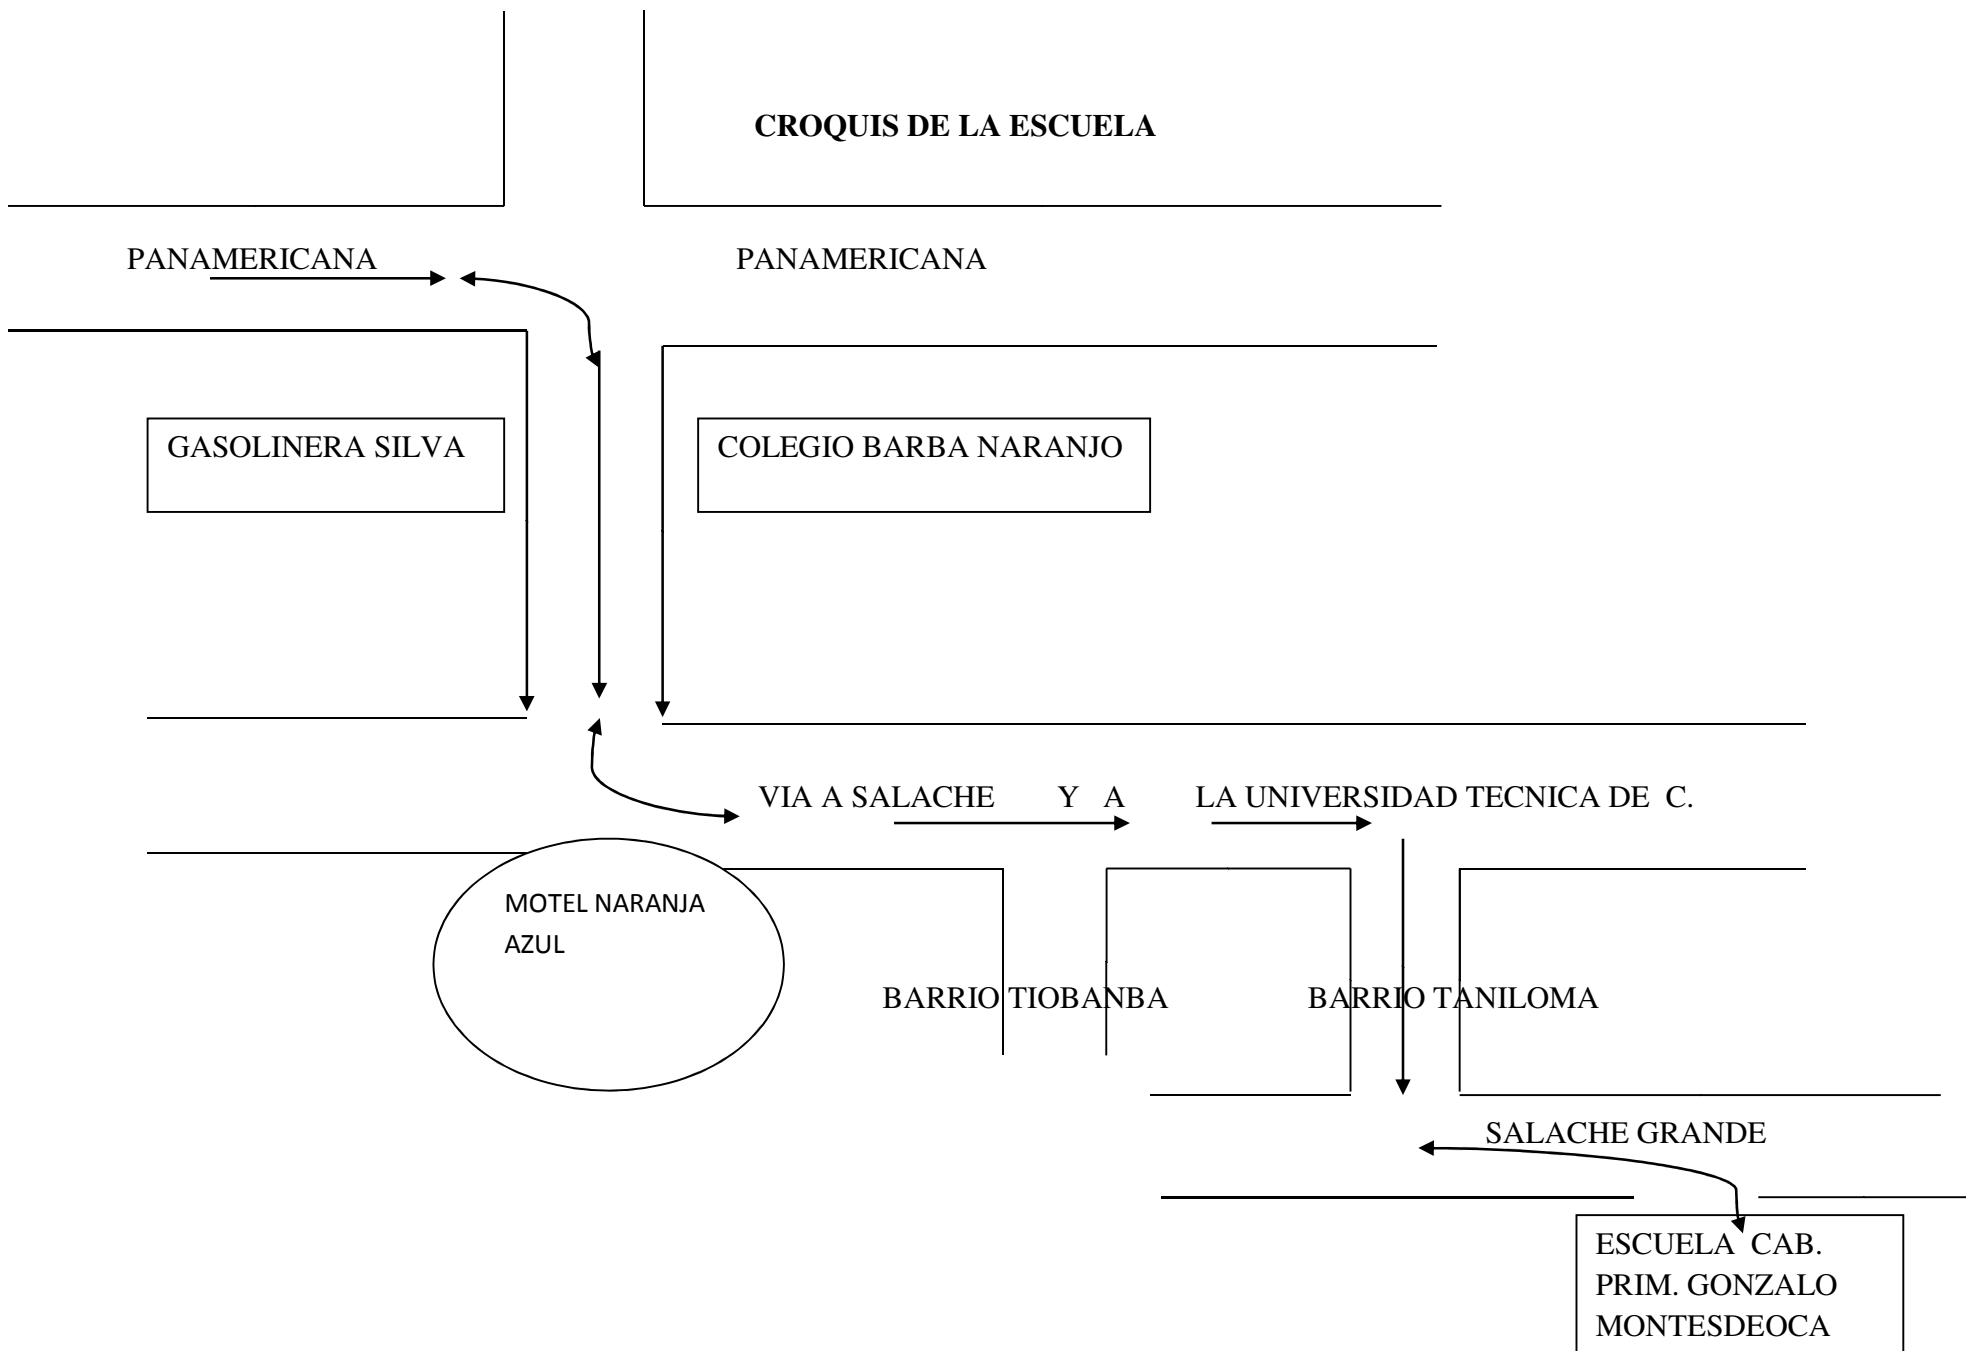 CROQUIS DE LA ESCUELA
PANAMERICANA PANAMERICANA
GASOLINERA SILVA
COLEGIO BARBA NARANJO
VIA A SALACHE Y A LA UNIVERSIDAD TECNICA DE C.
MOTEL NARANJA
AZUL
BARRIO TIOBANBA
BARRIO TANILOMA
SALACHE GRANDE
ESCUELA CAB.
PRIM. GONZALO
MONTESDEOCA